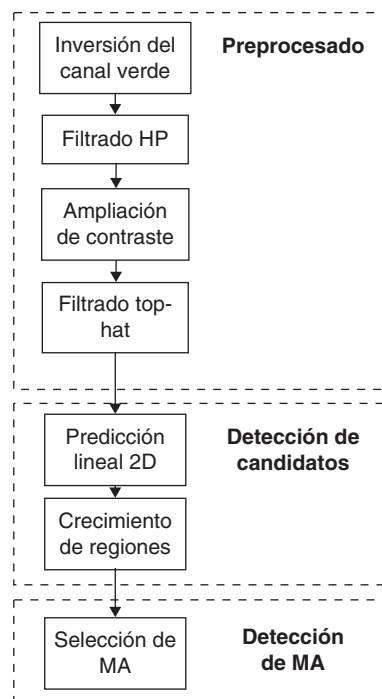 Inversión del
canal verde
Preprocesado
Filtrado HP
Ampliación
de contraste
Filtrado top-
hat
Predicción
lineal 2D
Detección de
candidatos
Crecimiento
de regiones
Selección de
MA
Detección
de MA